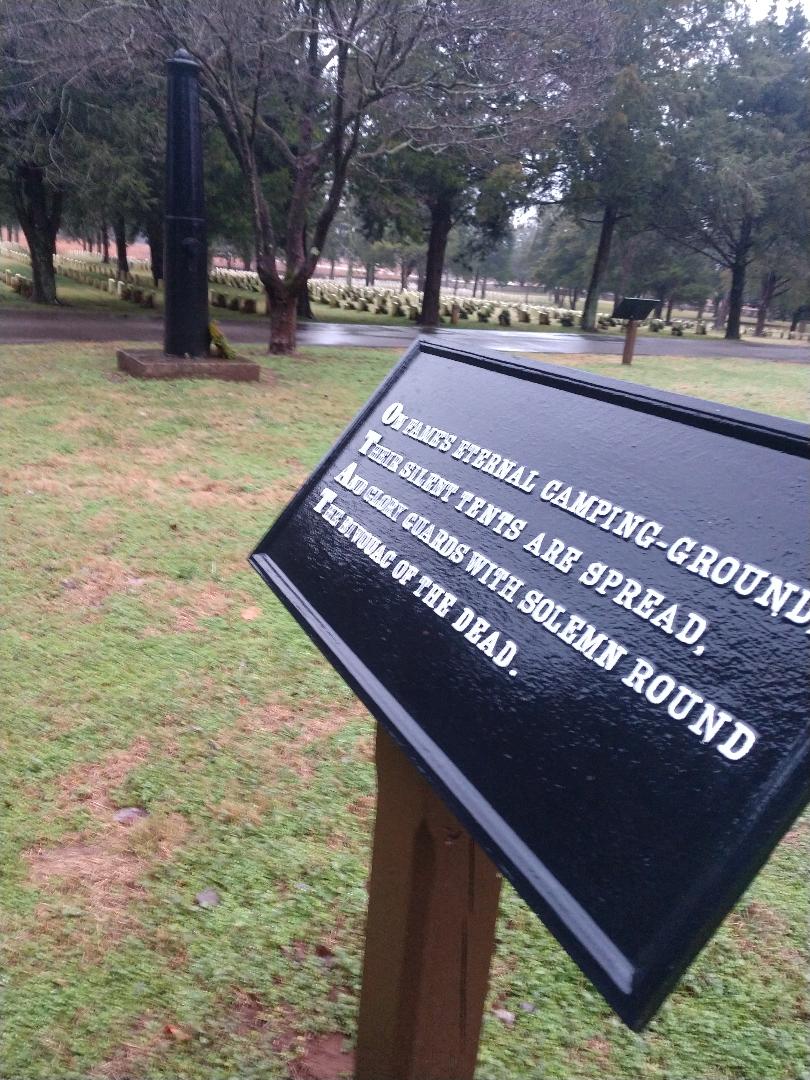 On fame's eternal camping-ground
Their silent tents are spread,
And glory guards with solemn round
The bivouac of the dead.